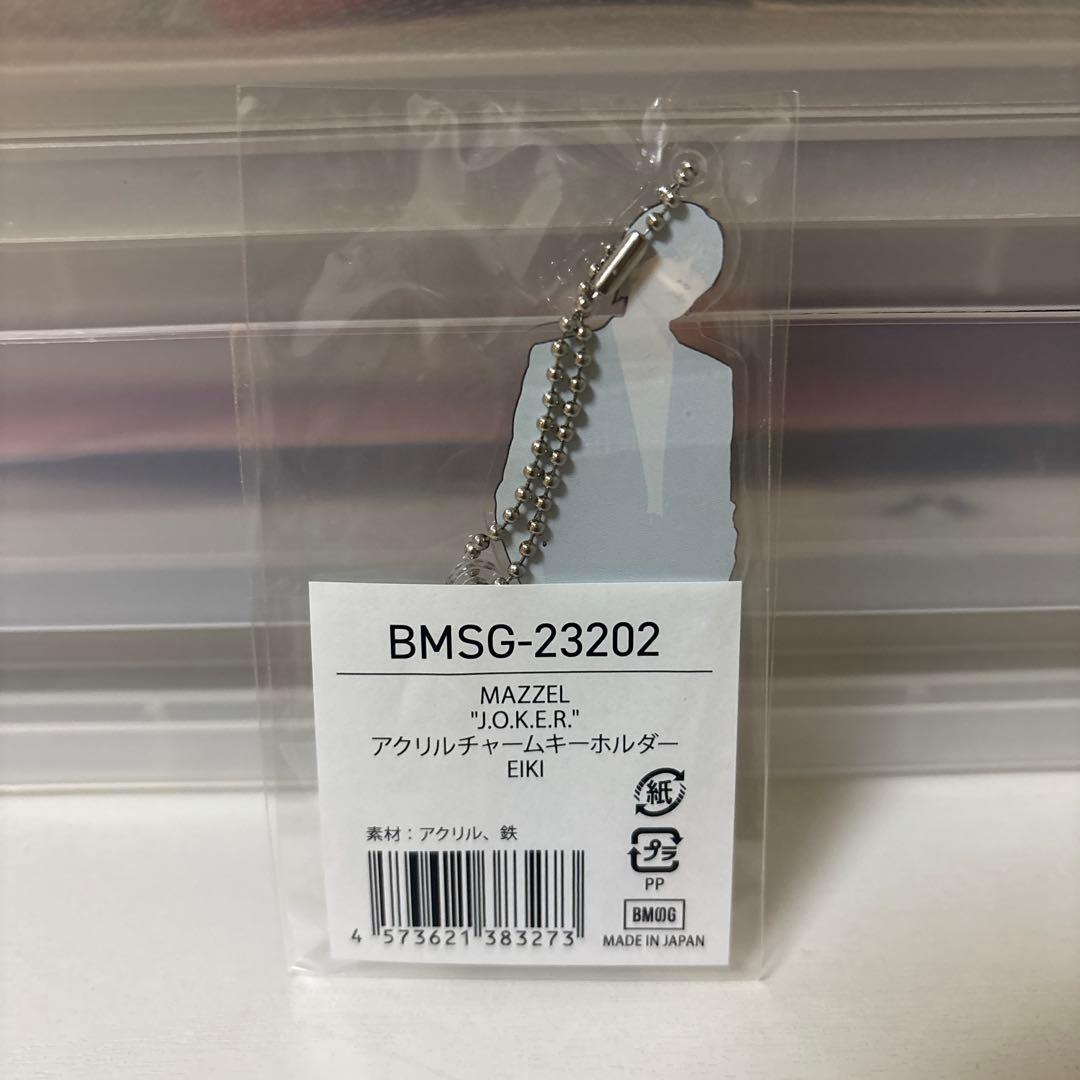 BMSG-23202
MAZZEL
"J.O.K.E.R."
アクリルチャームキーホルダー
EIKI
紙
素材：アクリル、鉄
プラ
PP
BMSG
4 573621 383273
MADE IN JAPAN